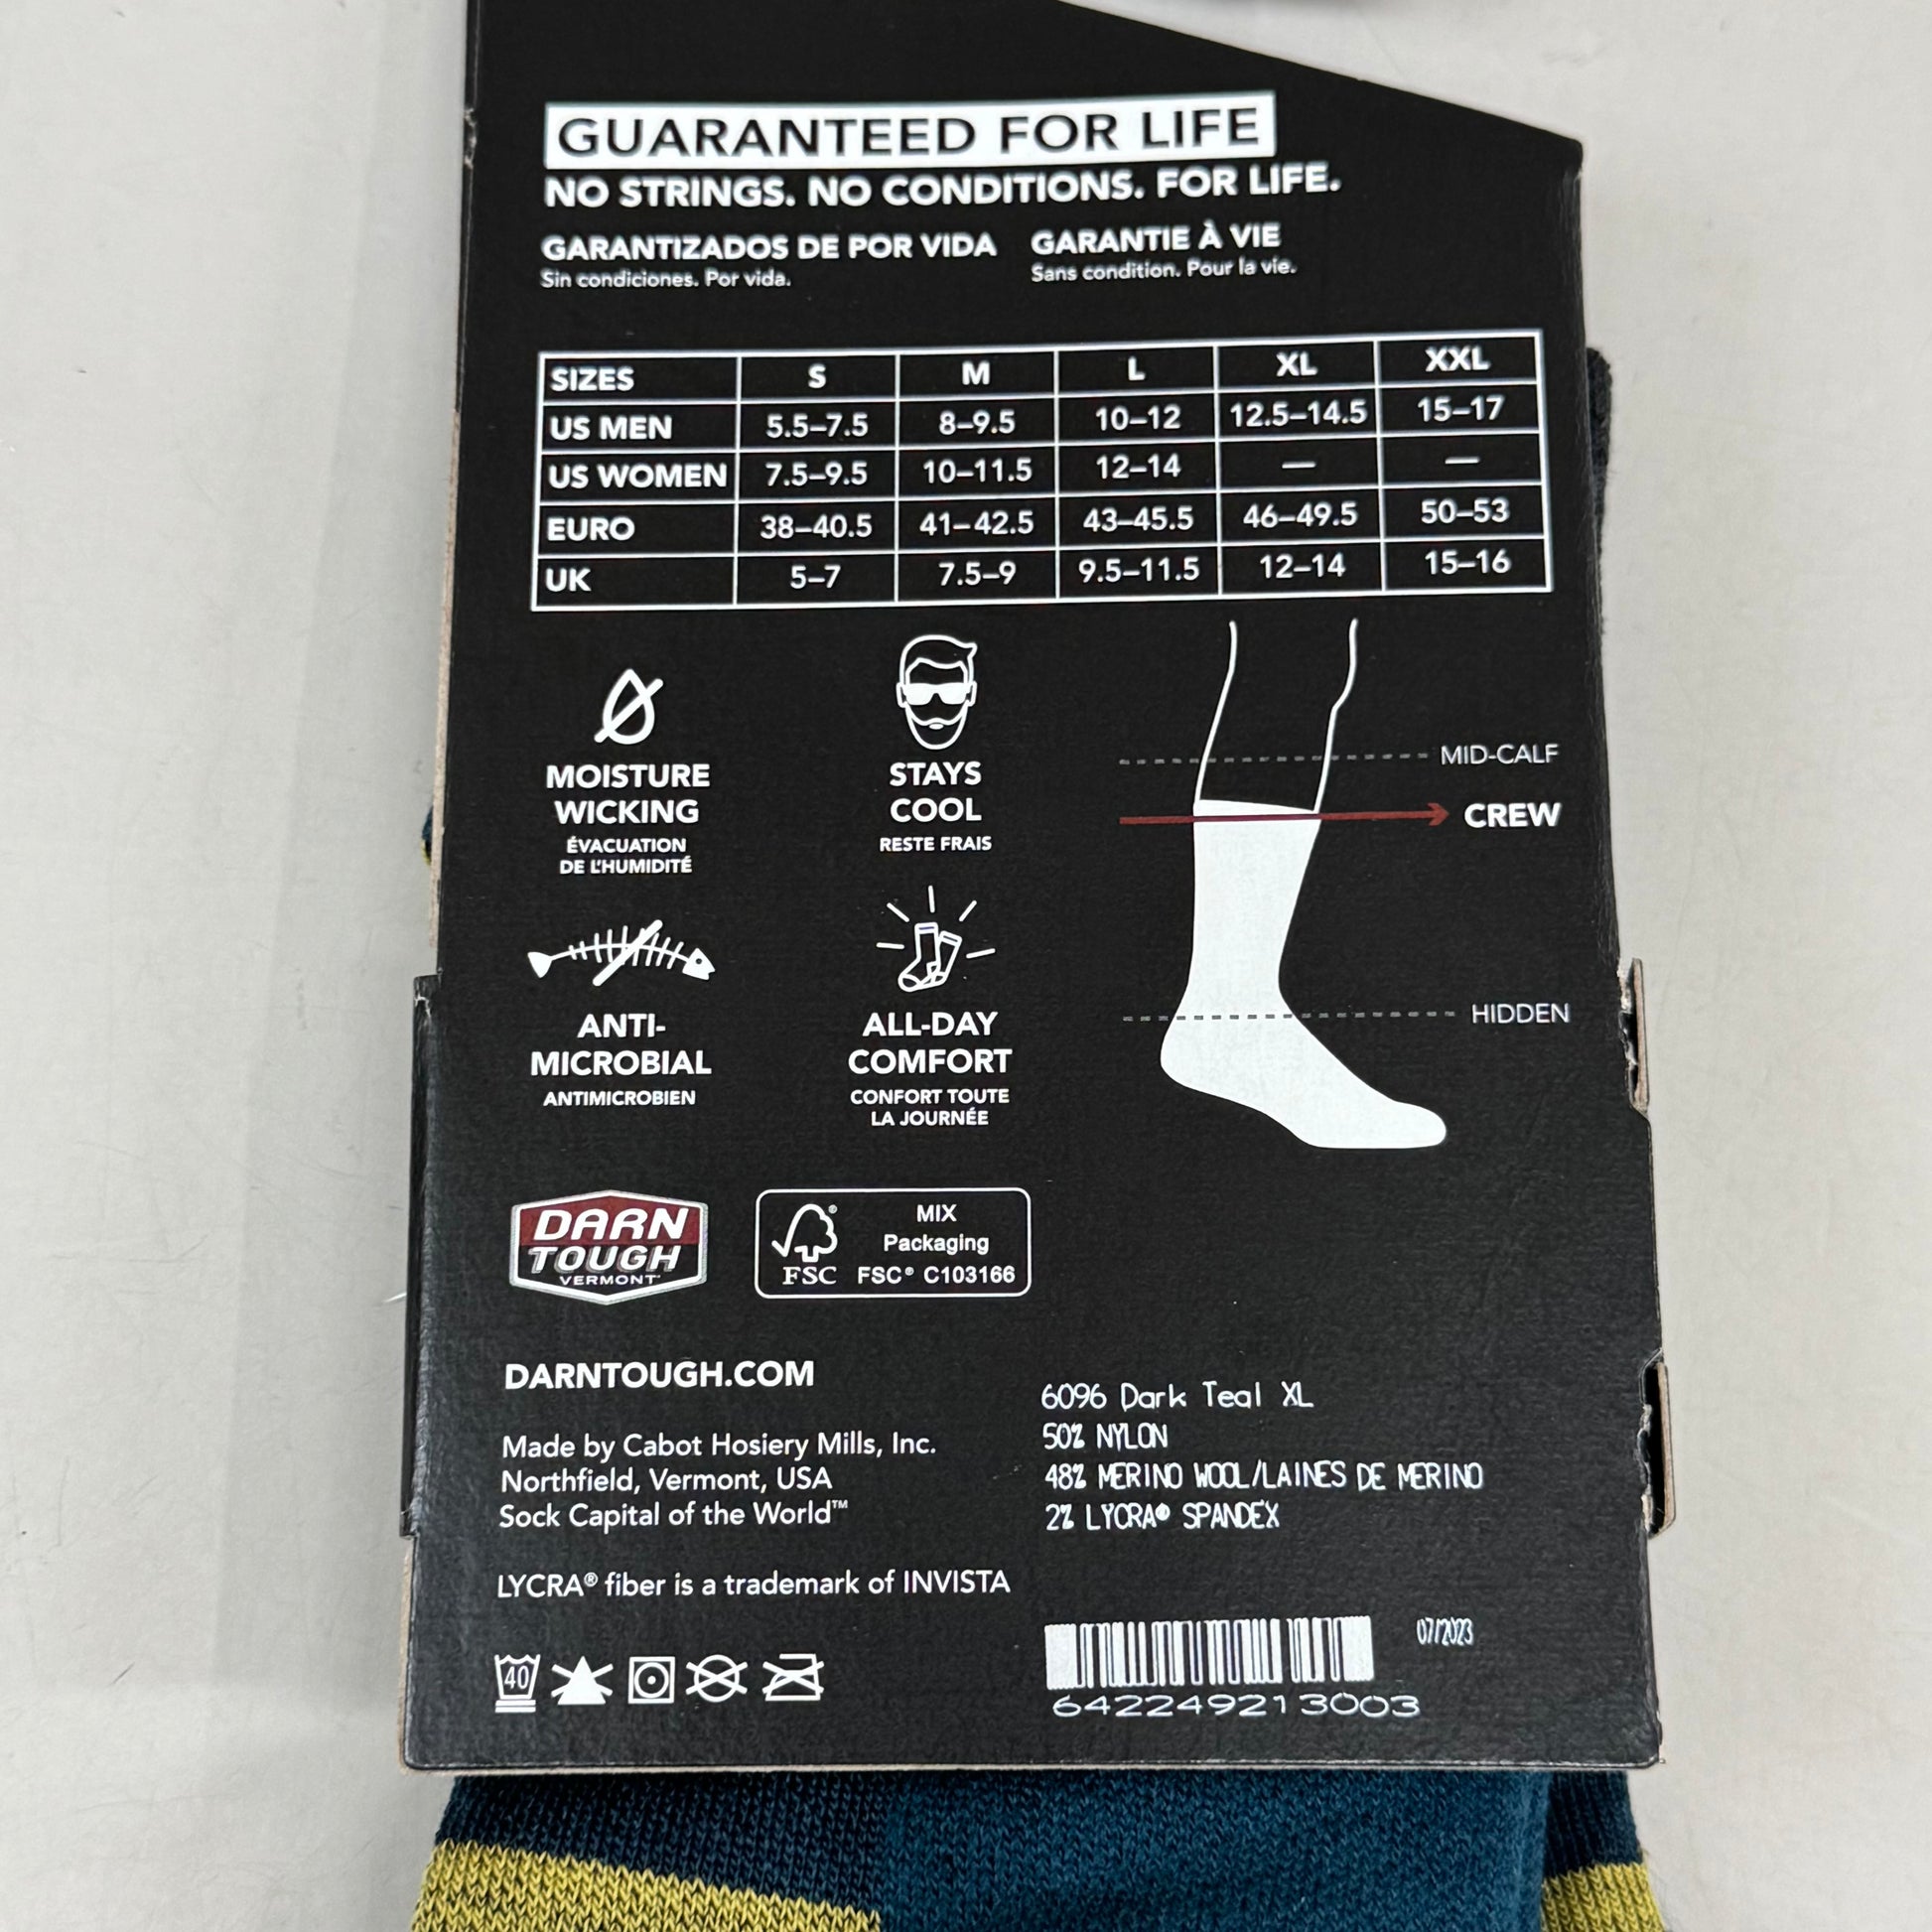 GUARANTEED FOR LIFE
NO STRINGS. NO CONDITIONS. FOR LIFE.
GARANTIZADOS DE POR VIDA
Sin condiciones. Por vida.
GARANTIE À VIE
Sans condition. Pour la vie.
SIZES S M L XL XXL
US MEN 5.5–7.5 8–9.5 10–12 12.5–14.5 15–17
US WOMEN 7.5–9.5 10–11.5 12–14 — —
EURO 38–40.5 41–42.5 43–45.5 46–49.5 50–53
UK 5–7 7.5–9 9.5–11.5 12–14 15–16
MOISTURE
WICKING
ÉVACUATION
DE L'HUMIDITÉ
STAYS
COOL
RESTE FRAIS
ANTI-
MICROBIAL
ANTIMICROBIEN
ALL-DAY
COMFORT
CONFORT TOUTE
LA JOURNÉE
MID-CALF
CREW
HIDDEN
DARN
TOUGH
VERMONT
FSC
MIX
Packaging
FSC® C103166
DARNTOUGH.COM
Made by Cabot Hosiery Mills, Inc.
Northfield, Vermont, USA
Sock Capital of the World™
LYCRA® fiber is a trademark of INVISTA
40
6096 Dark Teal XL
50% NYLON
48% MERINO WOOL/LAINES DE MERINO
2% LYCRA® SPANDEX
07/2023
642249213003